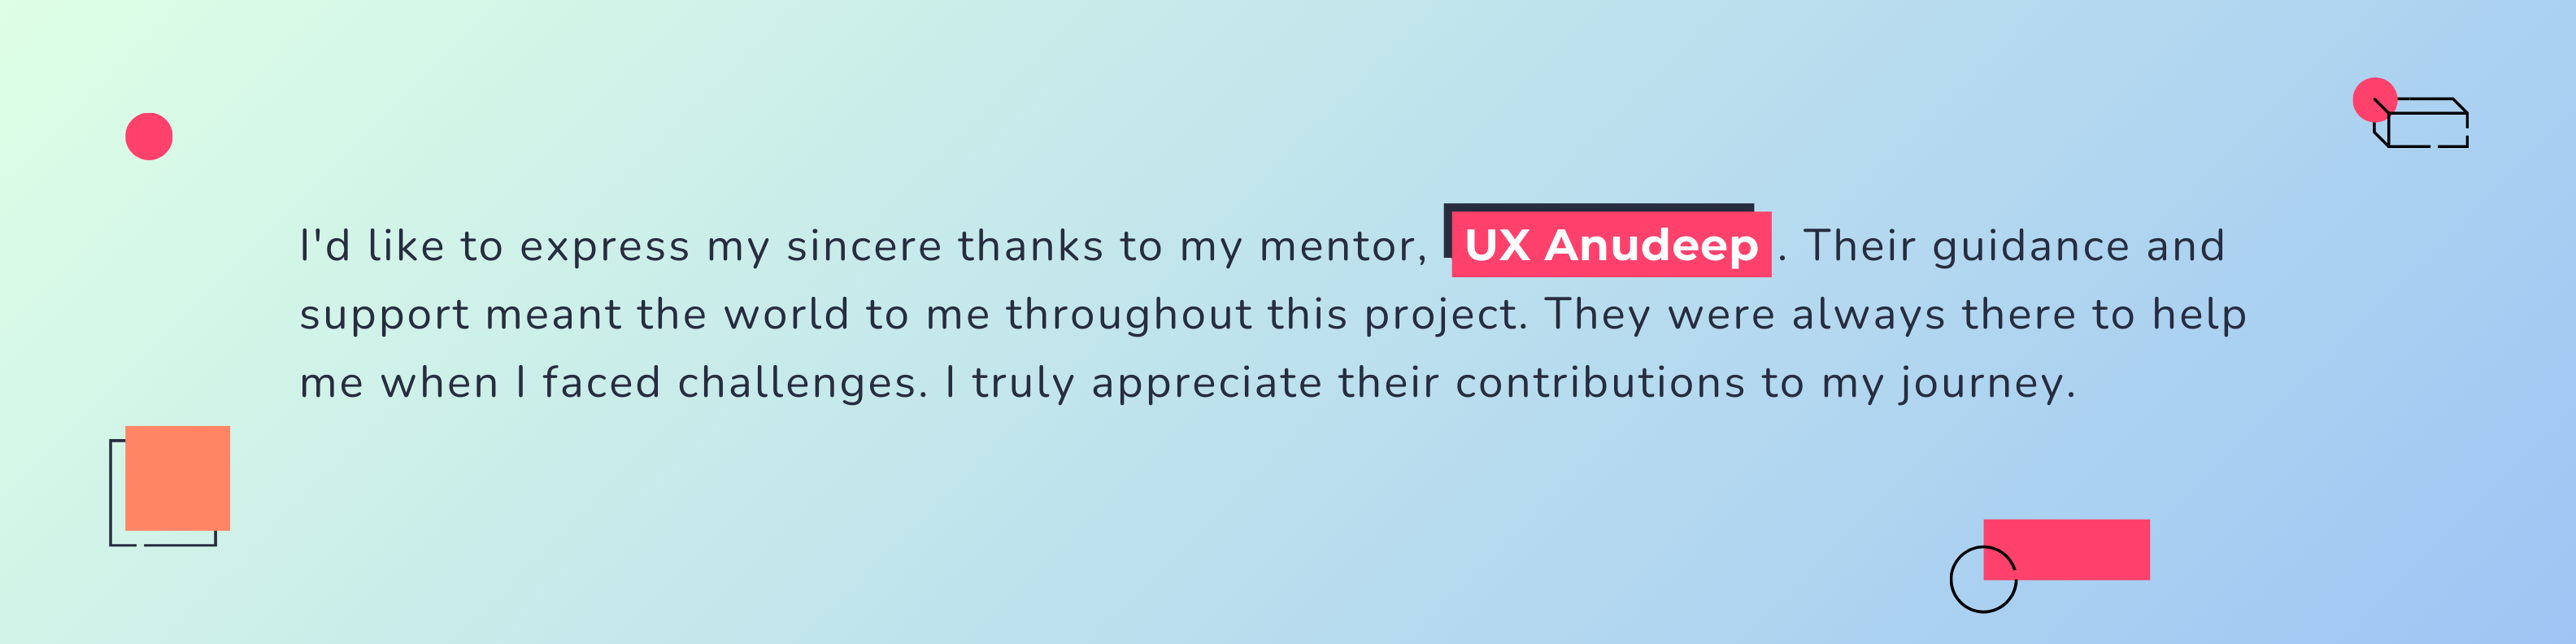 I'd like to express my sincere thanks to my mentor, UX Anudeep . Their guidance and
support meant the world to me throughout this project. They were always there to help
me when I faced challenges. I truly appreciate their contributions to my journey.